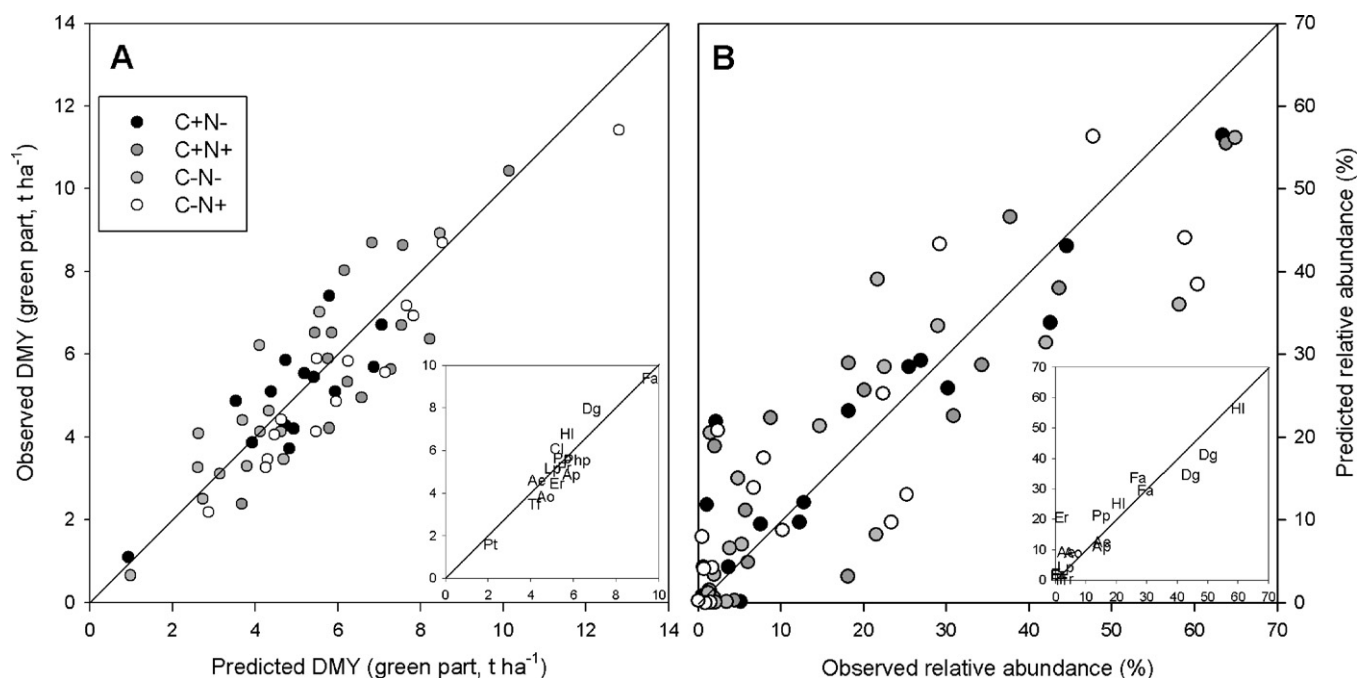 A
C+N-
C+N+
C-N-
C-N+
Observed DMY (green part, t ha⁻¹)
14
12
10
8
6
4
2
0
0 2 4 6 8 10 12 14
Predicted DMY (green part, t ha⁻¹)
10
8
6
4
2
0
Fa
Dg
Hl
Php
Ap
Er
Ao
Tf
Pt
0 2 4 6 8 10
B
70
60
50
40
30
20
10
0
Predicted relative abundance (%)
0 10 20 30 40 50 60 70
Observed relative abundance (%)
70
60
50
40
30
20
10
0
Hl
Dg
Dg
Fa
Fa
Hl
Er
Pp
0 10 20 30 40 50 60 70